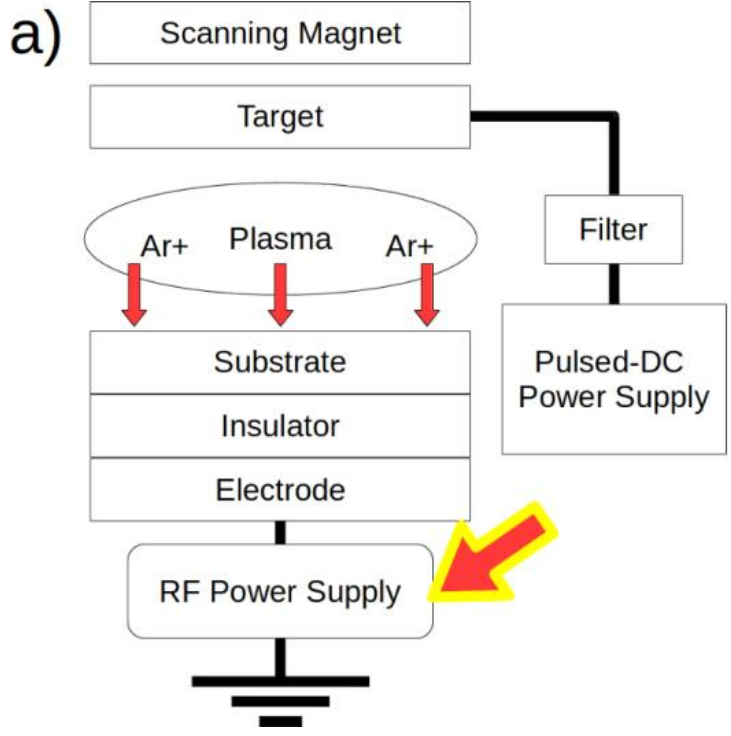 a)
Scanning Magnet
Target
Filter
Ar+ Plasma Ar+
Substrate
Pulsed-DC
Power Supply
Insulator
Electrode
RF Power Supply